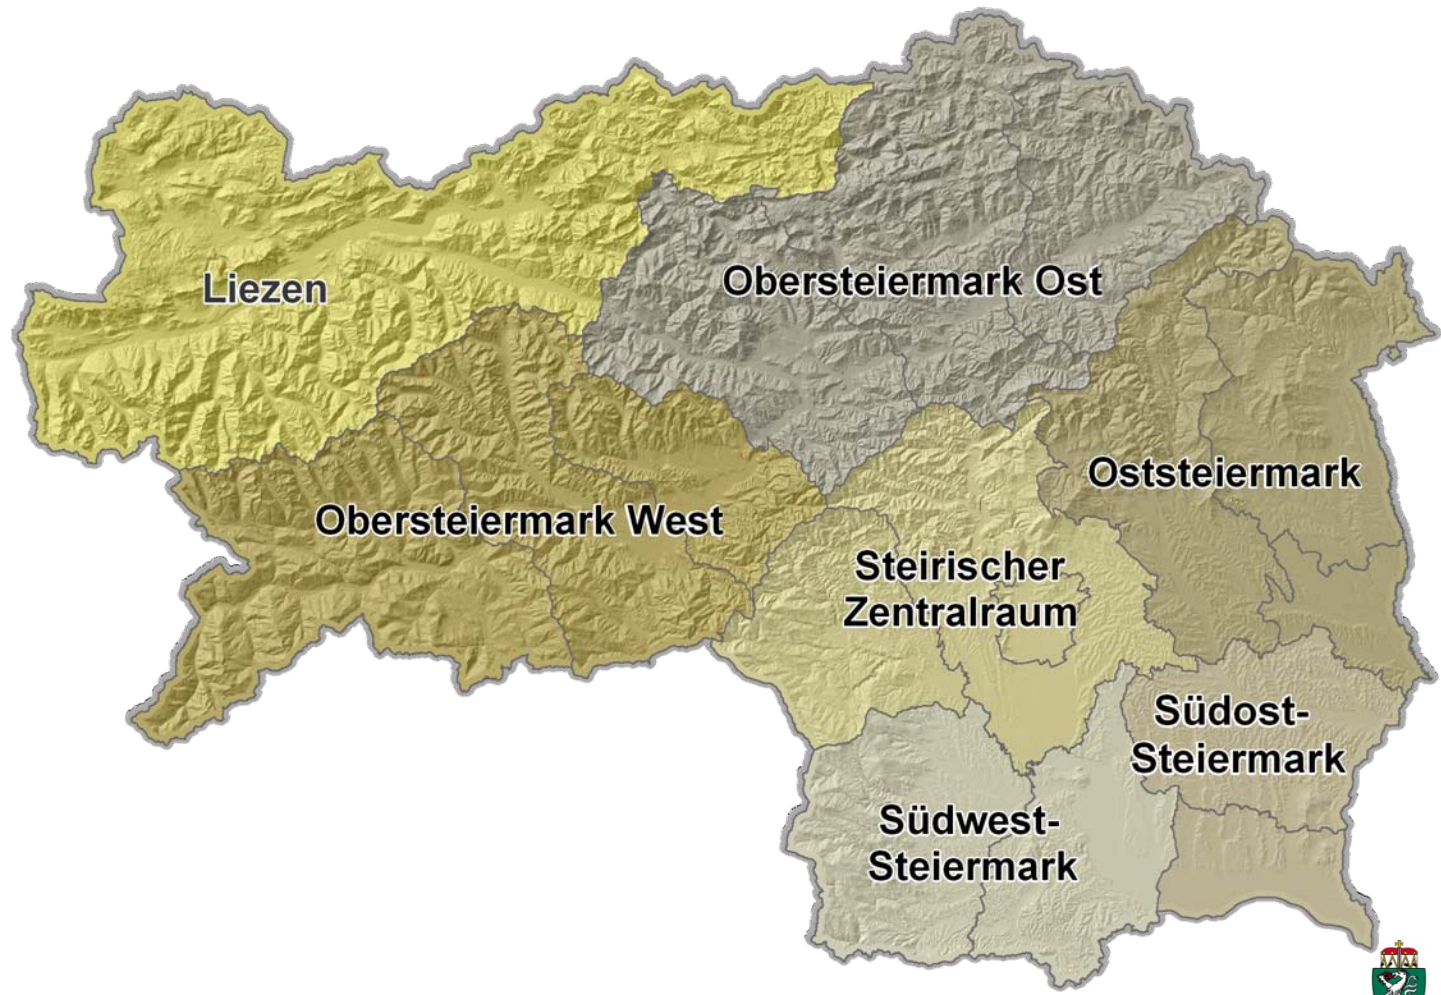 Liezen
Obersteiermark Ost
Oststeiermark
Obersteiermark West
Steirischer
Zentralraum
Südost-
Steiermark
Südwest-
Steiermark